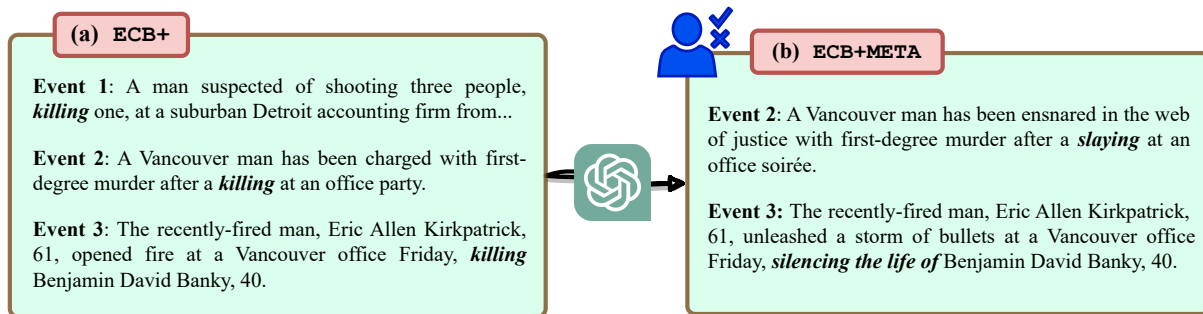 (a) ECB+
Event 1: A man suspected of shooting three people,
killing one, at a suburban Detroit accounting firm from...
Event 2: A Vancouver man has been charged with first-
degree murder after a killing at an office party.
Event 3: The recently-fired man, Eric Allen Kirkpatrick,
61, opened fire at a Vancouver office Friday, killing
Benjamin David Banky, 40.
(b) ECB+META
Event 2: A Vancouver man has been ensnared in the web
of justice with first-degree murder after a slaying at an
office soirée.
Event 3: The recently-fired man, Eric Allen Kirkpatrick,
61, unleashed a storm of bullets at a Vancouver office
Friday, silencing the life of Benjamin David Banky, 40.